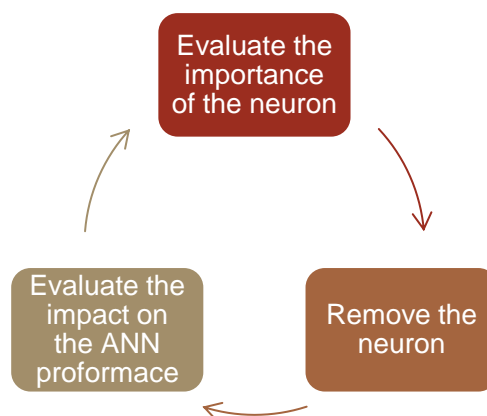 Evaluate the
importance
of the neuron
Remove the
neuron
Evaluate the
impact on
the ANN
proformace